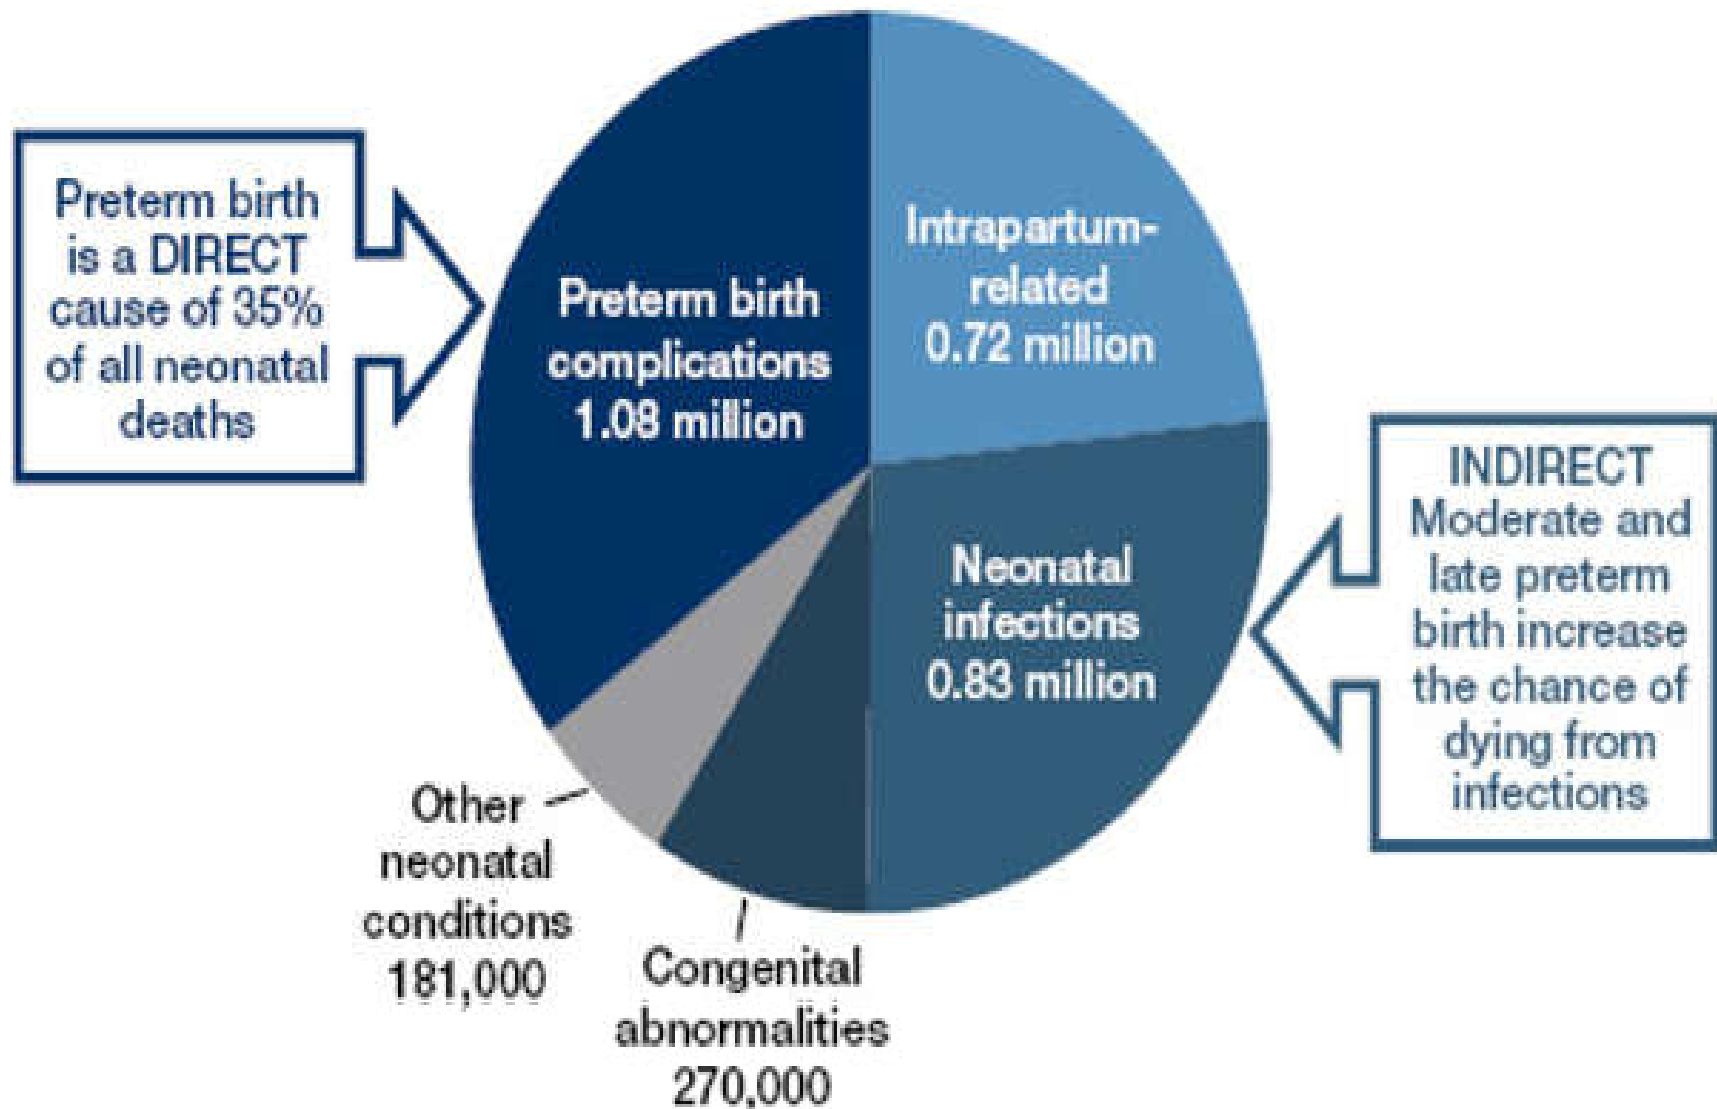 Preterm birth
is a DIRECT
cause of 35%
of all neonatal
deaths
Preterm birth
complications
1.08 million
Intrapartum-
related
0.72 million
Neonatal
infections
0.83 million
INDIRECT
Moderate and
late preterm
birth increase
the chance of
dying from
infections
Other
neonatal
conditions
181,000
Congenital
abnormalities
270,000